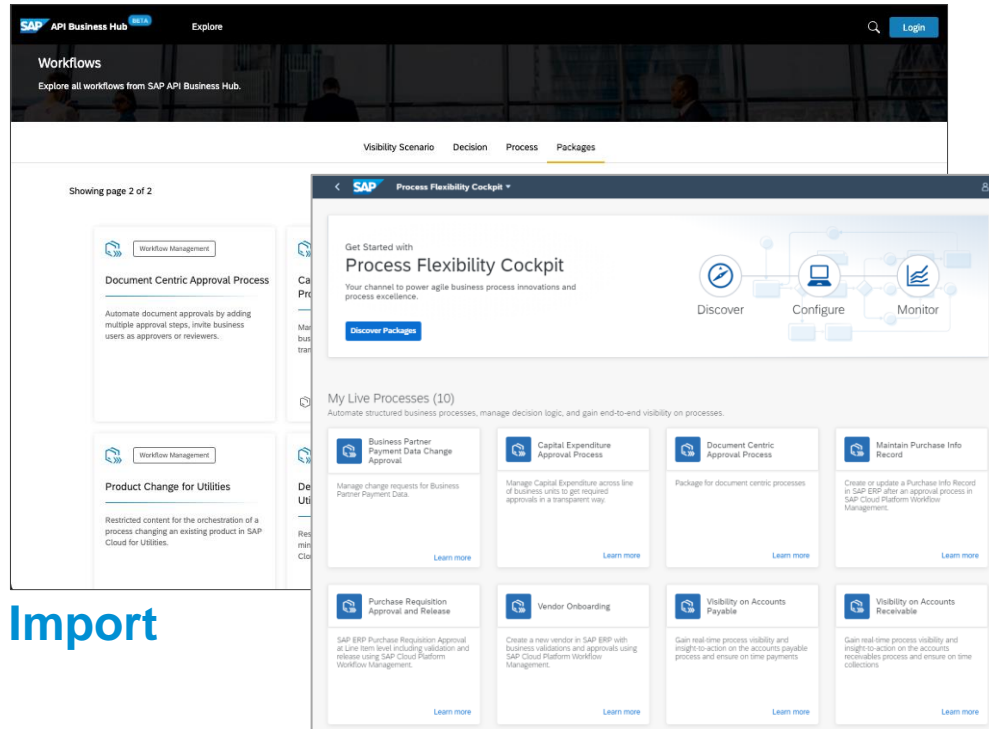 SAP API Business Hub BETA Explore Login
Workflows
Explore all workflows from SAP API Business Hub.
Visibility Scenario Decision Process Packages
Showing page 2 of 2
Workflow Management
Document Centric Approval Process
Automate document approvals by adding
multiple approval steps, invite business
users as approvers or reviewers.
Workflow Management
Product Change for Utilities
Restricted content for the orchestration of a
process changing an existing product in SAP
Cloud for Utilities.
SAP Process Flexibility Cockpit
Get Started with
Process Flexibility Cockpit
Your channel to power agile business process innovations and
process excellence.
Discover Packages
Discover Configure Monitor
My Live Processes (10)
Automate structured business processes, manage decision logic, and gain end-to-end visibility on processes.
Business Partner
Payment Data Change
Approval
Manage change requests for Business
Partner Payment Data.
Learn more
Capital Expenditure
Approval Process
Manage Capital Expenditure across line
of business units to get required
approvals in a transparent way.
Learn more
Document Centric
Approval Process
Package for document centric processes
Learn more
Maintain Purchase Info
Record
Create or update a Purchase Info Record
in SAP ERP after an approval process in
SAP Cloud Platform Workflow
Management.
Learn more
Purchase Requisition
Approval and Release
SAP ERP Purchase Requisition Approval
at Line Item level including validation and
release using SAP Cloud Platform
Workflow Management.
Learn more
Vendor Onboarding
Create a new vendor in SAP ERP with
business validations and approvals using
SAP Cloud Platform Workflow
Management.
Learn more
Visibility on Accounts
Payable
Gain real-time process visibility and
insight-to-action on the accounts payable
process and ensure on time payments
Learn more
Visibility on Accounts
Receivable
Gain real-time process visibility and
insight-to-action on the accounts
receivables process and ensure on time
collections
Learn more
Import